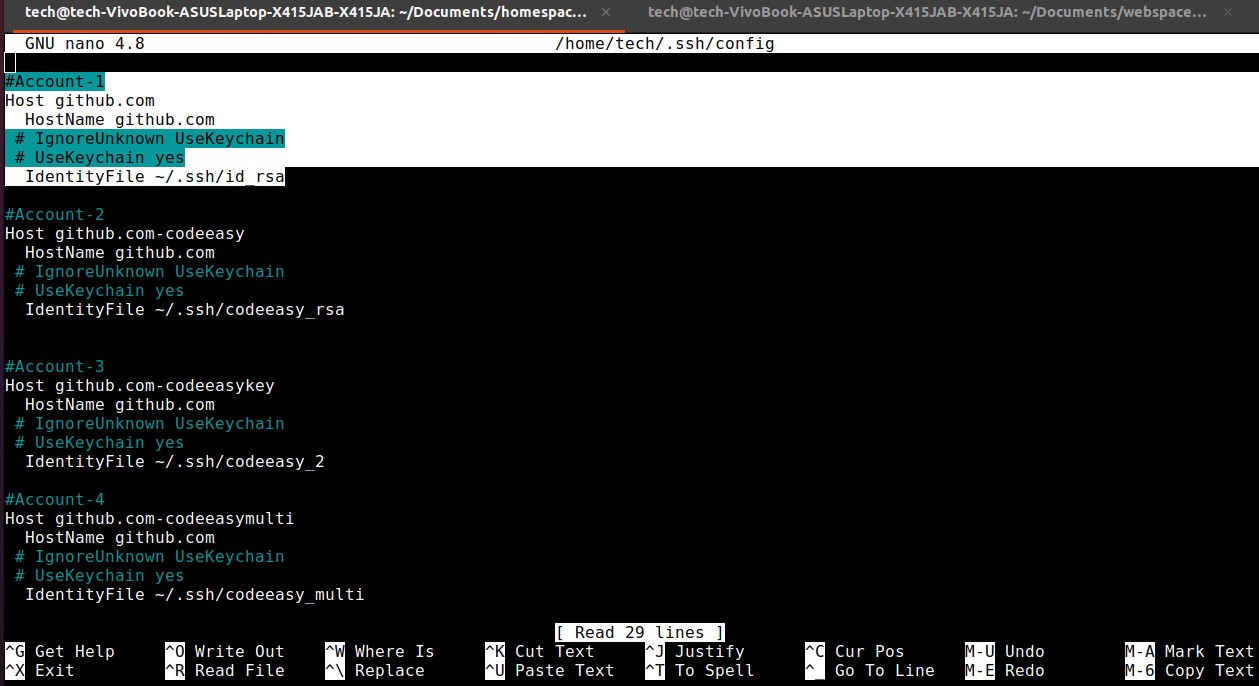 tech@tech-VivoBook-ASUSLaptop-X415JAB-X415JA: ~/Documents/homespac... × tech@tech-VivoBook-ASUSLaptop-X415JAB-X415JA: ~/Documents/webspace... ×
GNU nano 4.8 /home/tech/.ssh/config
#Account-1
Host github.com
  HostName github.com
 # IgnoreUnknown UseKeychain
 # UseKeychain yes
  IdentityFile ~/.ssh/id_rsa
#Account-2
Host github.com-codeeasy
  HostName github.com
 # IgnoreUnknown UseKeychain
 # UseKeychain yes
  IdentityFile ~/.ssh/codeeasy_rsa
#Account-3
Host github.com-codeeasykey
  HostName github.com
 # IgnoreUnknown UseKeychain
 # UseKeychain yes
  IdentityFile ~/.ssh/codeeasy_2
#Account-4
Host github.com-codeeasymulti
  HostName github.com
 # IgnoreUnknown UseKeychain
 # UseKeychain yes
  IdentityFile ~/.ssh/codeeasy_multi
[ Read 29 lines ]
^G Get Help ^O Write Out ^W Where Is ^K Cut Text ^J Justify ^C Cur Pos M-U Undo M-A Mark Text
^X Exit ^R Read File ^\ Replace ^U Paste Text ^T To Spell ^_ Go To Line M-E Redo M-6 Copy Text